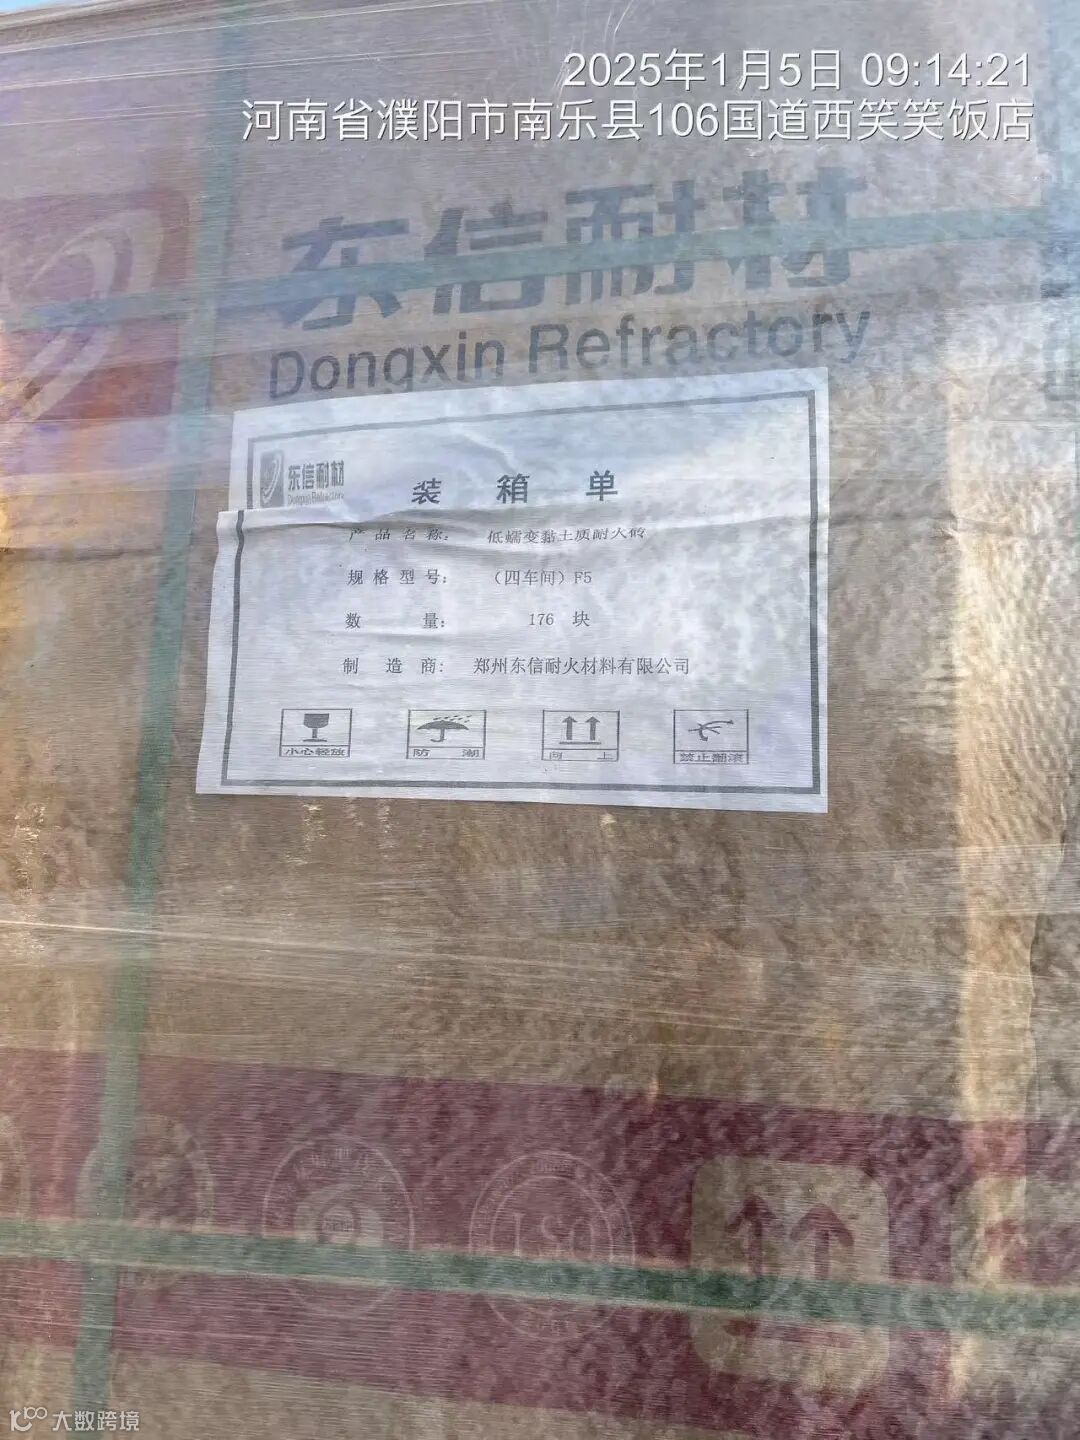 2025年1月5日 09:14:21
河南省濮阳市南乐县106国道西笑笑饭店
东信耐材
Dongxin Refractory
东信耐材
Dongxin Refractory
装 箱 单
产品名称： 低蠕变黏土质耐火砖
规格型号： （四车间）F5
数 量： 176 块
制 造 商： 郑州东信耐火材料有限公司
小心轻放 防 潮 向 上 禁止翻滚
ISO
大数跨境